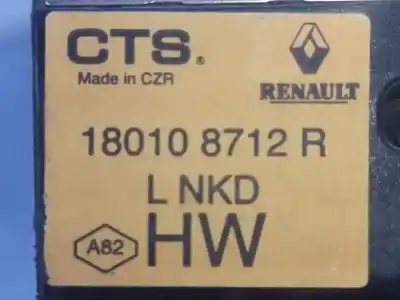 CTS®
Made in CZR
RENAULT
18010 8712 R
L NKD
A82
HW